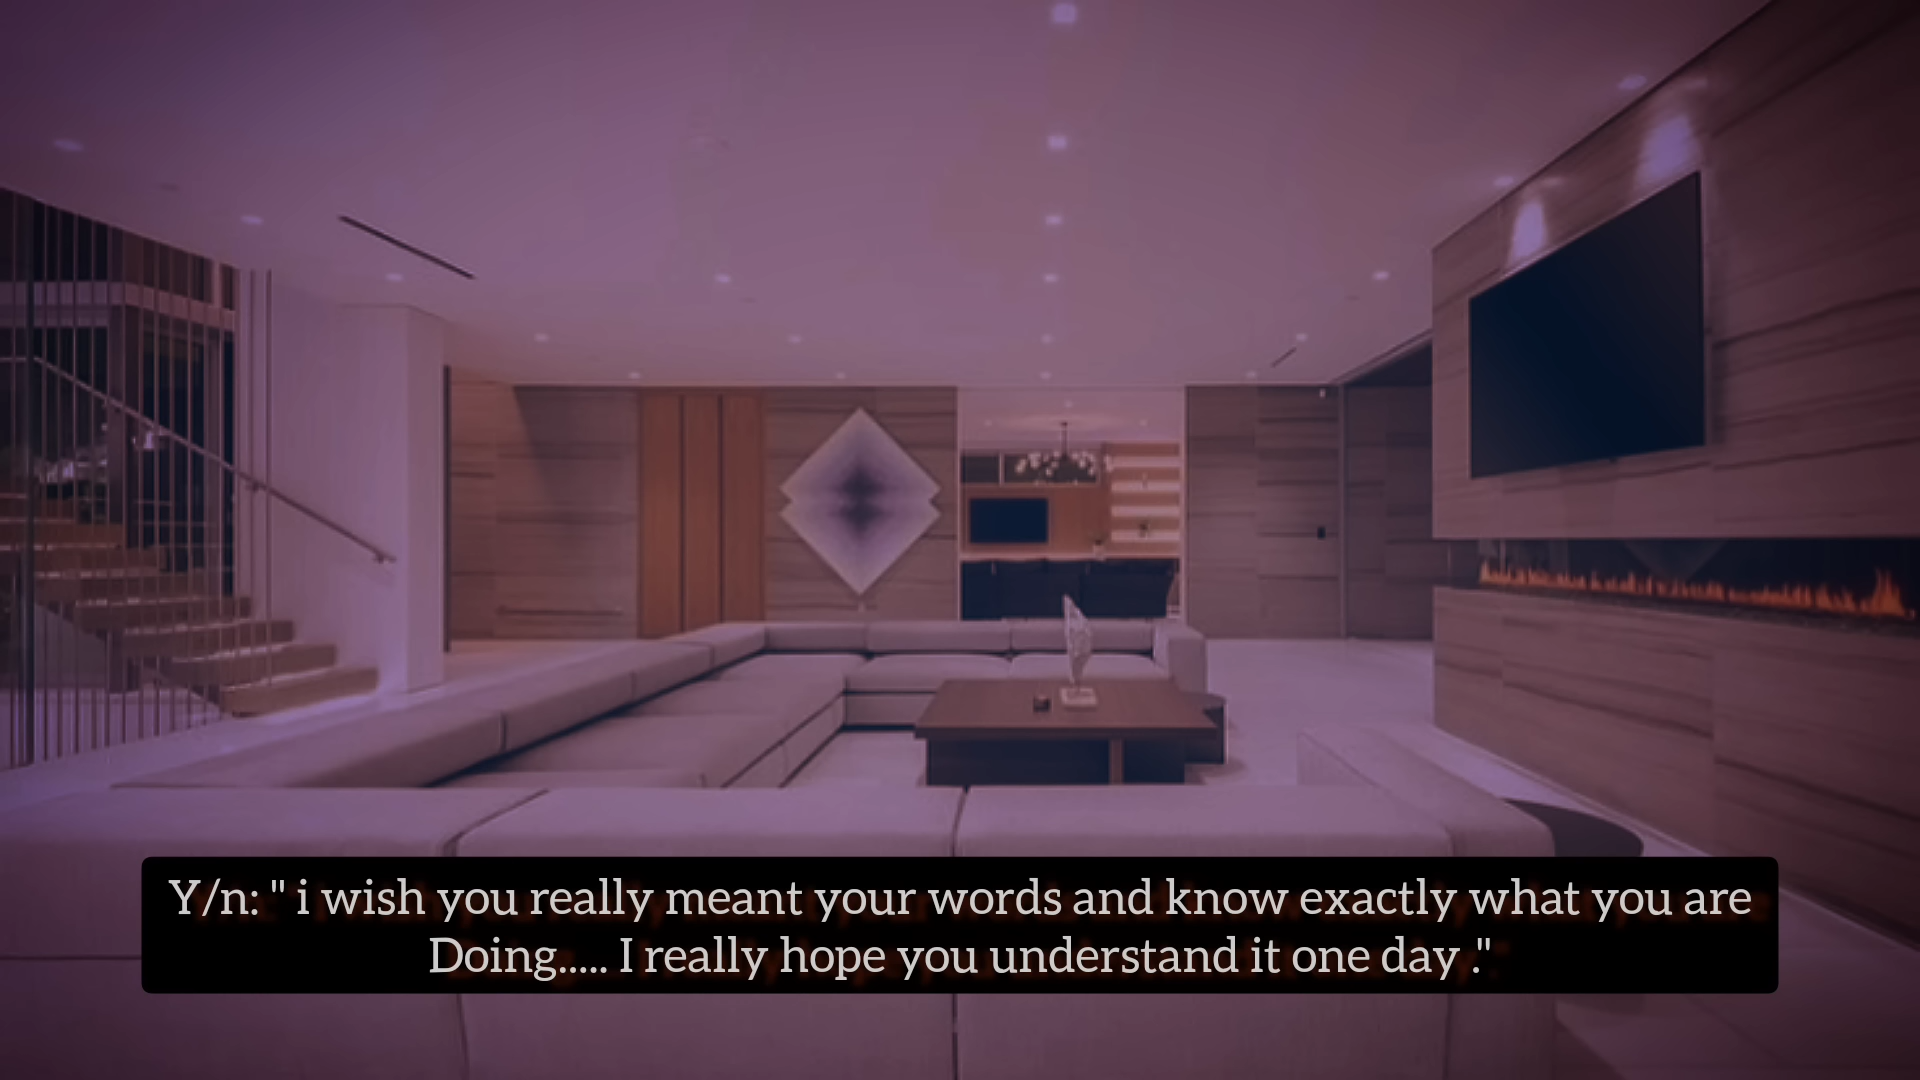 Y/n: " i wish you really meant your words and know exactly what you are
Doing..... I really hope you understand it one day ."